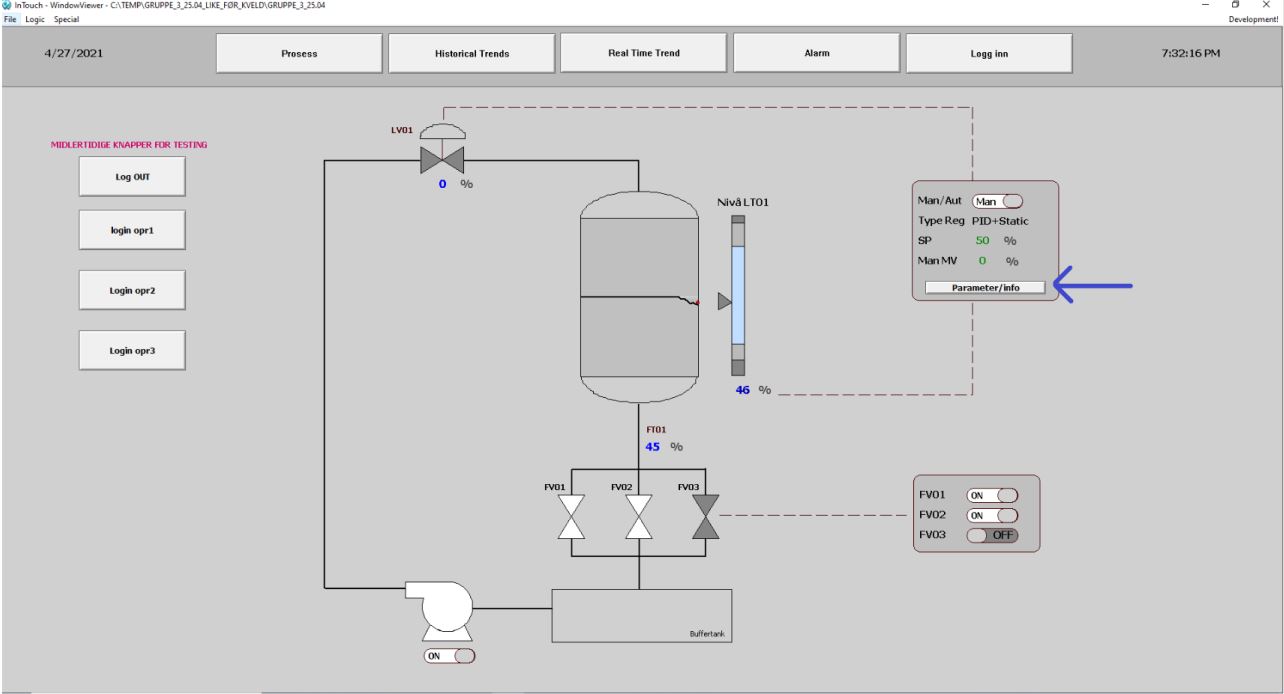 InTouch - WindowViewer - C:\TEMP\GRUPPE_3_25.04_LIKE_FØR_KVELD\GRUPPE_3_25.04
File Logic Special
Development!
4/27/2021
Prosess
Historical Trends
Real Time Trend
Alarm
Logg inn
7:32:16 PM
MIDLERTIDIGE KNAPPER FOR TESTING
Log OUT
login opr1
Login opr2
Login opr3
LV01
0 %
Nivå LT01
46 %
Man/Aut Man
Type Reg PID+Static
SP 50 %
Man MV 0 %
Parameter/info
FT01
45 %
FV01
FV02
FV03
FV01 ON
FV02 ON
FV03 OFF
Buffertank
ON